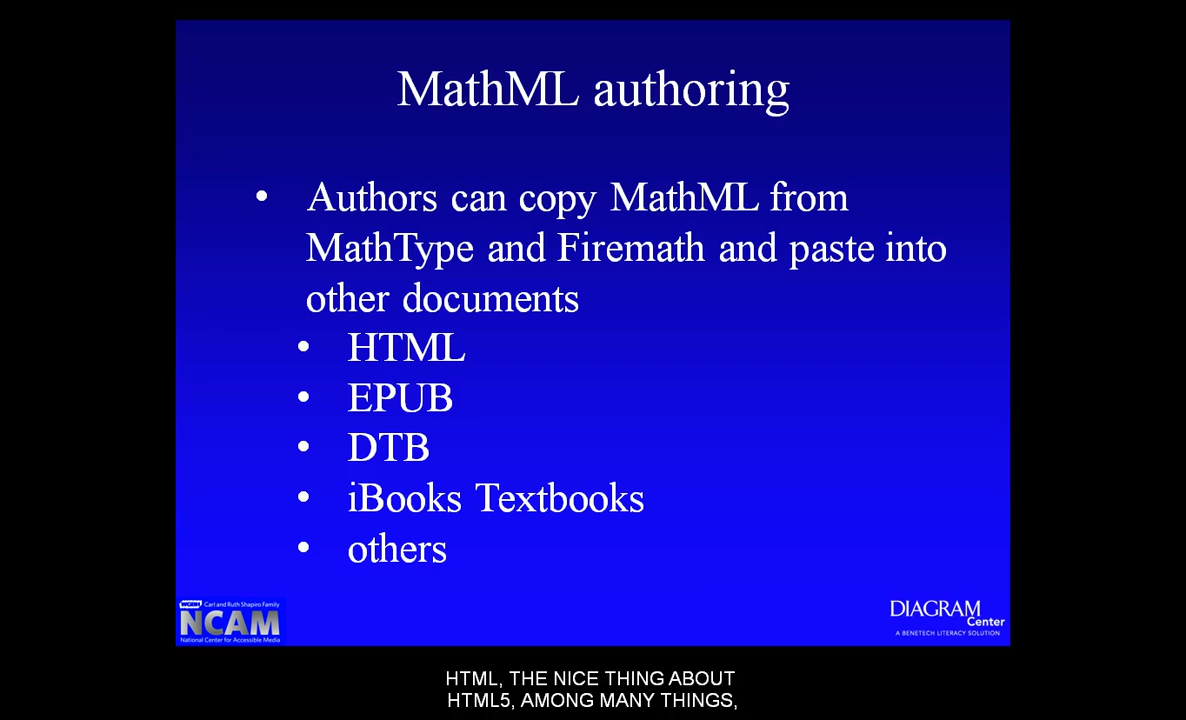 MathML authoring
• Authors can copy MathML from
MathType and Firemath and paste into
other documents
• HTML
• EPUB
• DTB
• iBooks Textbooks
• others
WGBH Carl and Ruth Shapiro Family
NCAM
National Center for Accessible Media
DIAGRAM
Center
A BENETECH LITERACY SOLUTION
HTML, THE NICE THING ABOUT
HTML5, AMONG MANY THINGS,